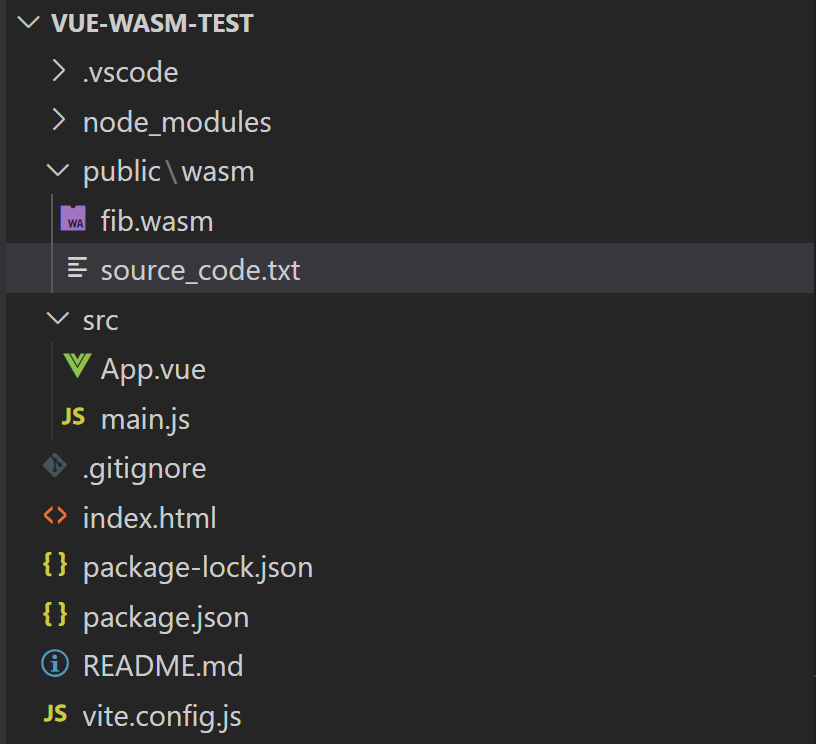 VUE-WASM-TEST
.vscode
node_modules
public\wasm
WA fib.wasm
source_code.txt
src
App.vue
JS main.js
.gitignore
<> index.html
{} package-lock.json
{} package.json
README.md
JS vite.config.js